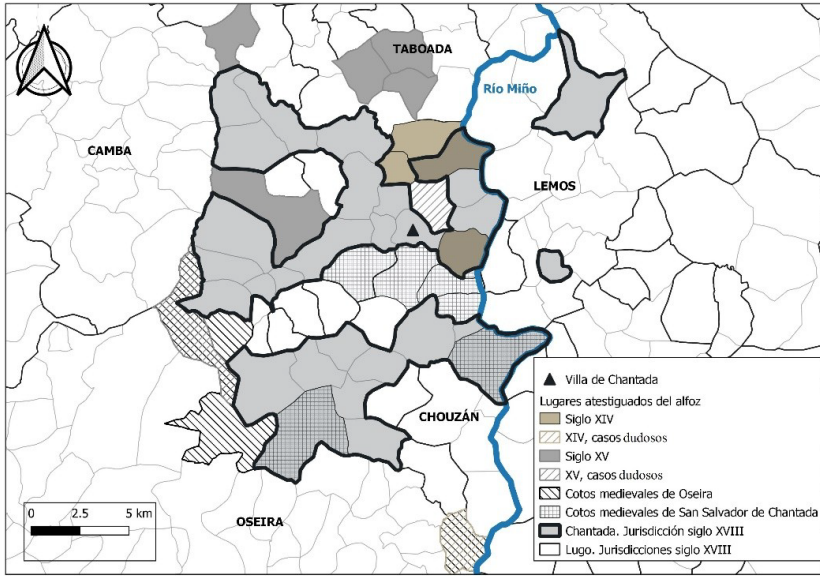 TABOADA
Río Miño
CAMBA
LEMOS
CHOUZÁN
OSEIRA
Villa de Chantada
Lugares atestiguados del alfoz
Siglo XIV
XIV, casos dudosos
Siglo XV
XV, casos dudosos
Cotos medievales de Oseira
Cotos medievales de San Salvador de Chantada
Chantada. Jurisdicción siglo XVIII
Lugo. Jurisdicciones siglo XVIII
0 2.5 5 km